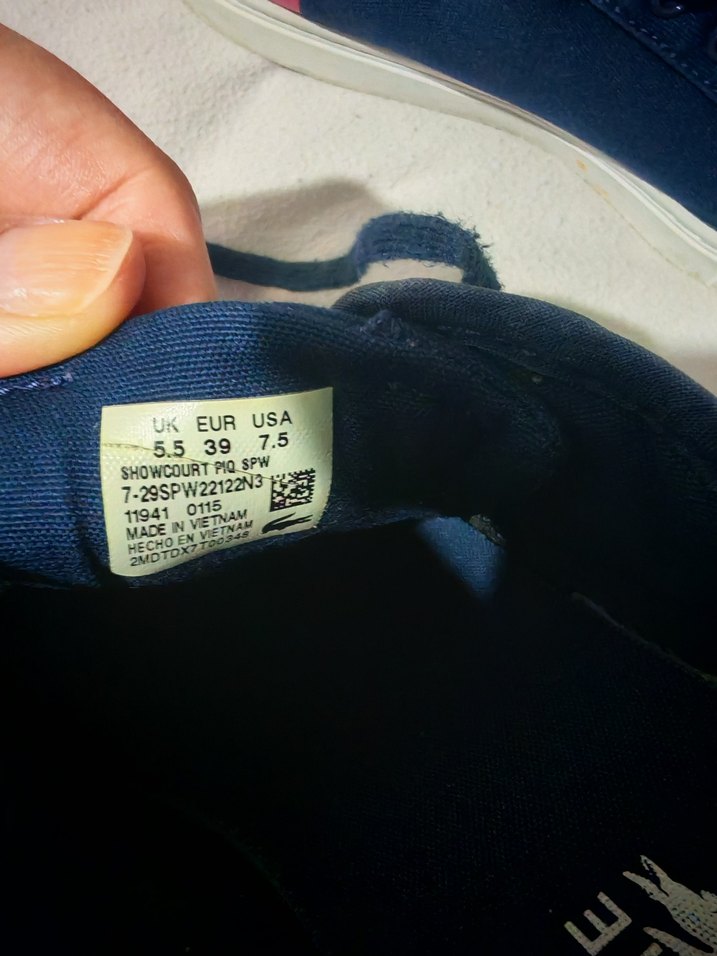 UK EUR USA
5.5 39 7.5
SHOWCOURT PIQ SPW
7-29SPW22122N3
11941 0115
MADE IN VIETNAM
HECHO EN VIETNAM
2MDTDX7T00348
E